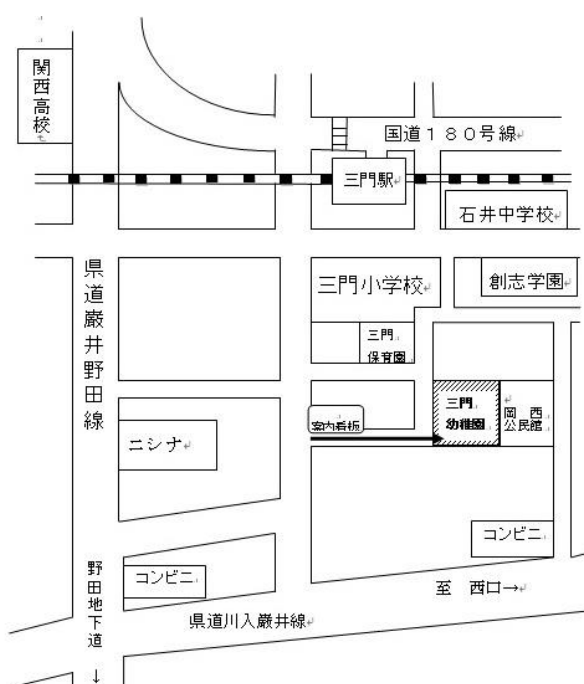 関西高校
国道１８０号線
三門駅
石井中学校
県道巌井野田線
三門小学校
創志学園
三門
保育園
案内看板
三門
幼稚園
岡西
公民館
ニシナ
コンビニ
コンビニ
野田地下道 ↓
至 西口→
県道川入巌井線